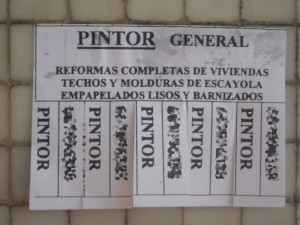 PINTOR GENERAL
REFORMAS COMPLETAS DE VIVIENDAS
TECHOS Y MOLDURAS DE ESCAYOLA
EMPAPELADOS LISOS Y BARNIZADOS
PINTOR
PINTOR
PINTOR
PINTOR
PINTOR